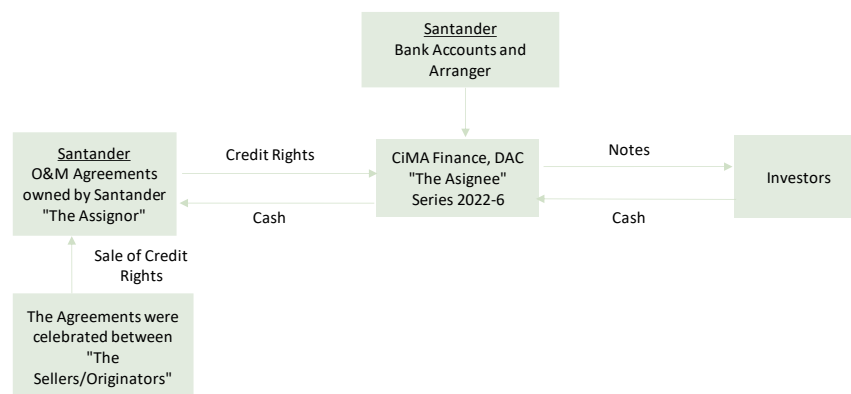 Santander
Bank Accounts and
Arranger
Santander
O&M Agreements
owned by Santander
"The Assignor"
Credit Rights
Cash
CiMA Finance, DAC
"The Asignee"
Series 2022-6
Notes
Cash
Investors
Sale of Credit
Rights
The Agreements were
celebrated between
"The
Sellers/Originators"